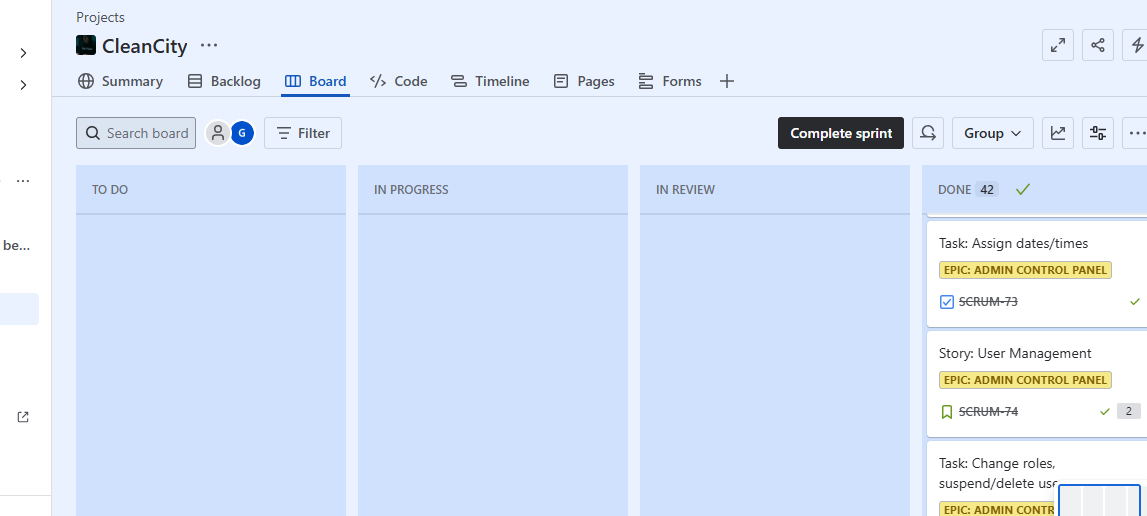 Projects
CleanCity
Summary
Backlog
Board
Code
Timeline
Pages
Forms
Search board
G
Filter
Complete sprint
Group
be...
TO DO
IN PROGRESS
IN REVIEW
DONE 42
Task: Assign dates/times
EPIC: ADMIN CONTROL PANEL
SCRUM-73
Story: User Management
EPIC: ADMIN CONTROL PANEL
SCRUM-74
2
Task: Change roles,
suspend/delete use
EPIC: ADMIN CONTR